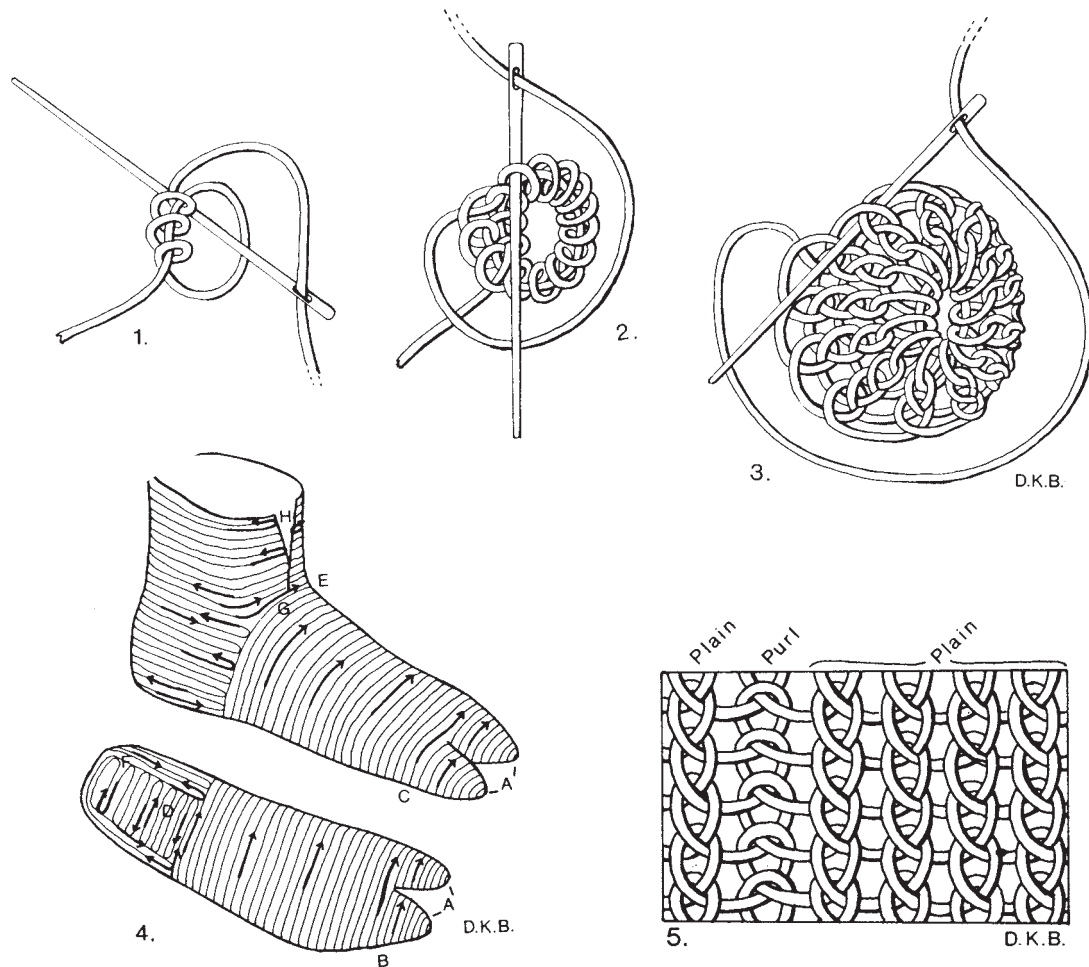 1.
2.
3.
D.K.B.
H
E
G
C
A'
D
A
B
4.
D.K.B.
Plain Purl Plain
5.
D.K.B.